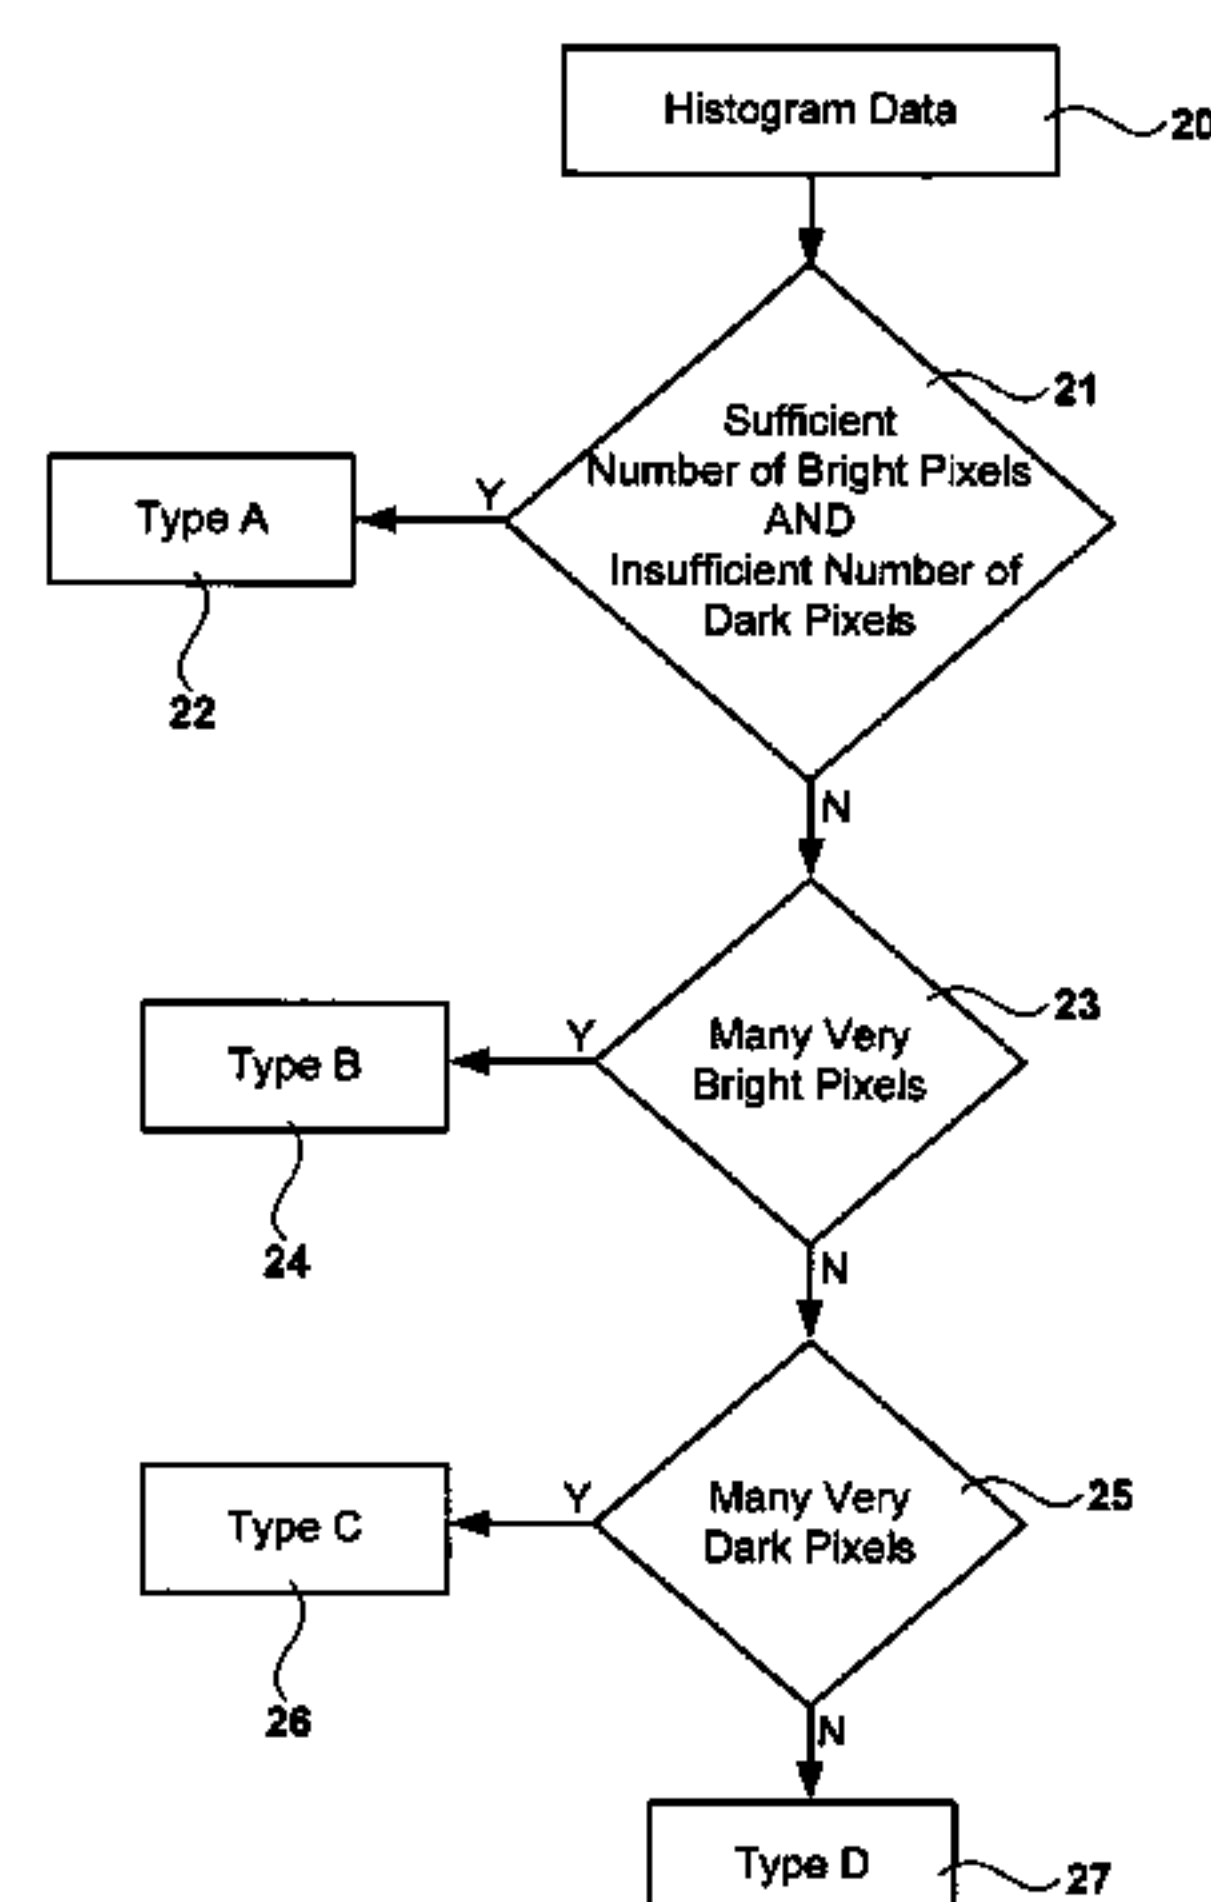 Histogram Data
20
21
Sufficient
Number of Bright Pixels
AND
Insufficient Number of
Dark Pixels
Y
Type A
22
N
23
Many Very
Bright Pixels
Y
Type B
24
N
25
Many Very
Dark Pixels
Y
Type C
26
N
Type D
27